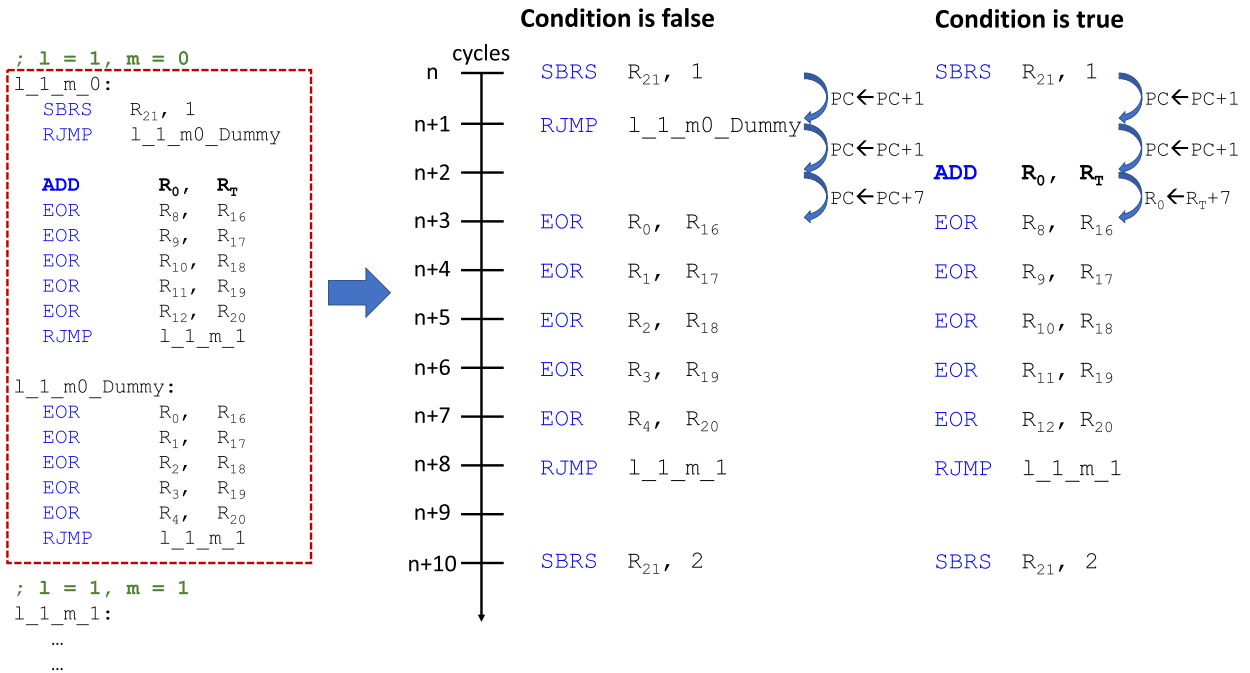 ; l = 1, m = 0
l_1_m_0:
SBRS R21, 1
RJMP l_1_m0_Dummy
ADD R0, RT
EOR R8, R16
EOR R9, R17
EOR R10, R18
EOR R11, R19
EOR R12, R20
RJMP l_1_m_1
l_1_m0_Dummy:
EOR R0, R16
EOR R1, R17
EOR R2, R18
EOR R3, R19
EOR R4, R20
RJMP l_1_m_1
; l = 1, m = 1
l_1_m_1:
…
…
cycles
n
n+1
n+2
n+3
n+4
n+5
n+6
n+7
n+8
n+9
n+10
Condition is false
SBRS R21, 1
PC←PC+1
RJMP l_1_m0_Dummy
PC←PC+1
PC←PC+7
EOR R0, R16
EOR R1, R17
EOR R2, R18
EOR R3, R19
EOR R4, R20
RJMP l_1_m_1
SBRS R21, 2
Condition is true
SBRS R21, 1
PC←PC+1
PC←PC+1
ADD R0, RT
R0←RT+7
EOR R8, R16
EOR R9, R17
EOR R10, R18
EOR R11, R19
EOR R12, R20
RJMP l_1_m_1
SBRS R21, 2